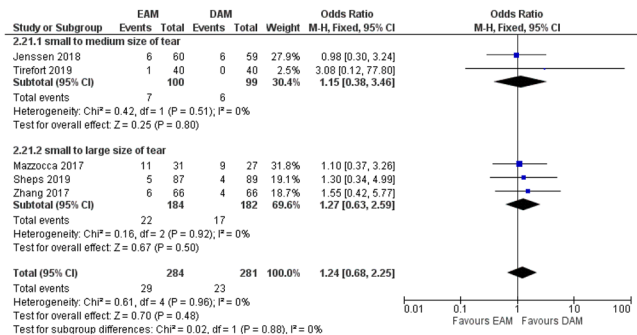 EAM DAM Odds Ratio Odds Ratio
Study or Subgroup Events Total Events Total Weight M-H, Fixed, 95% CI M-H, Fixed, 95% CI
2.21.1 small to medium size of tear
Jenssen 2018 6 60 6 59 27.9% 0.98 [0.30, 3.24]
Tirefort 2019 1 40 0 40 2.5% 3.08 [0.12, 77.80]
Subtotal (95% CI) 100 99 30.4% 1.15 [0.38, 3.46]
Total events 7 6
Heterogeneity: Chi² = 0.42, df = 1 (P = 0.51); I² = 0%
Test for overall effect: Z = 0.25 (P = 0.80)
2.21.2 small to large size of tear
Mazzocca 2017 11 31 9 27 31.8% 1.10 [0.37, 3.26]
Sheps 2019 5 87 4 89 19.1% 1.30 [0.34, 4.99]
Zhang 2017 6 66 4 66 18.7% 1.55 [0.42, 5.77]
Subtotal (95% CI) 184 182 69.6% 1.27 [0.63, 2.59]
Total events 22 17
Heterogeneity: Chi² = 0.16, df = 2 (P = 0.92); I² = 0%
Test for overall effect: Z = 0.67 (P = 0.50)
Total (95% CI) 284 281 100.0% 1.24 [0.68, 2.25]
Total events 29 23
Heterogeneity: Chi² = 0.61, df = 4 (P = 0.96); I² = 0%
Test for overall effect: Z = 0.70 (P = 0.48)
Test for subgroup differences: Chi² = 0.02, df = 1 (P = 0.88), I² = 0%
0.01 0.1 1 10 100
Favours EAM Favours DAM